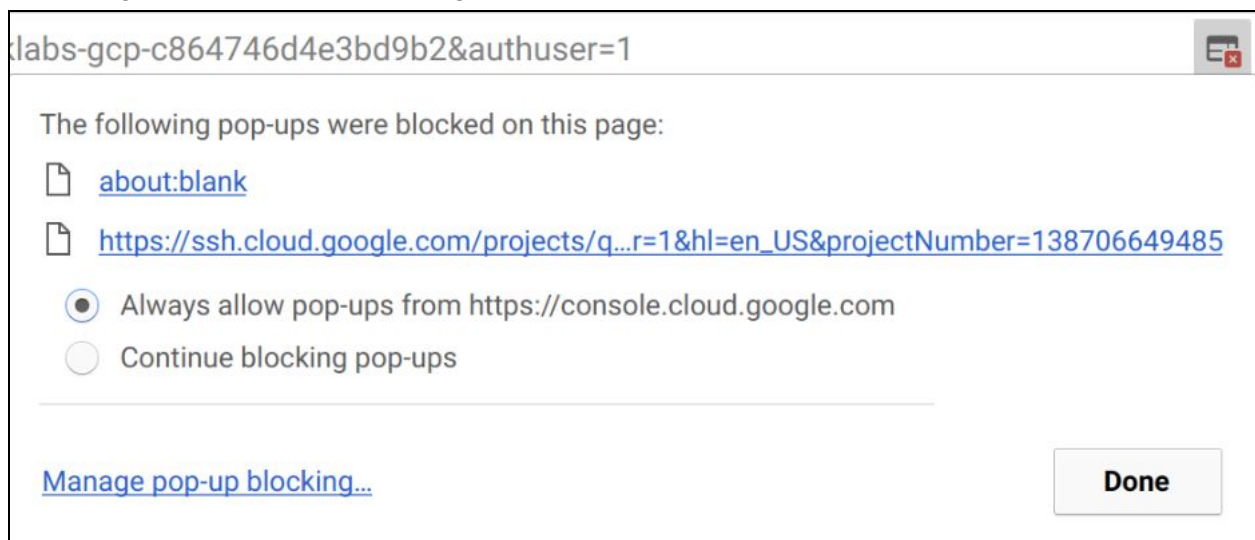 klabs-gcp-c864746d4e3bd9b2&authuser=1
The following pop-ups were blocked on this page:
about:blank
https://ssh.cloud.google.com/projects/q...r=1&hl=en_US&projectNumber=138706649485
Always allow pop-ups from https://console.cloud.google.com
Continue blocking pop-ups
Manage pop-up blocking...
Done